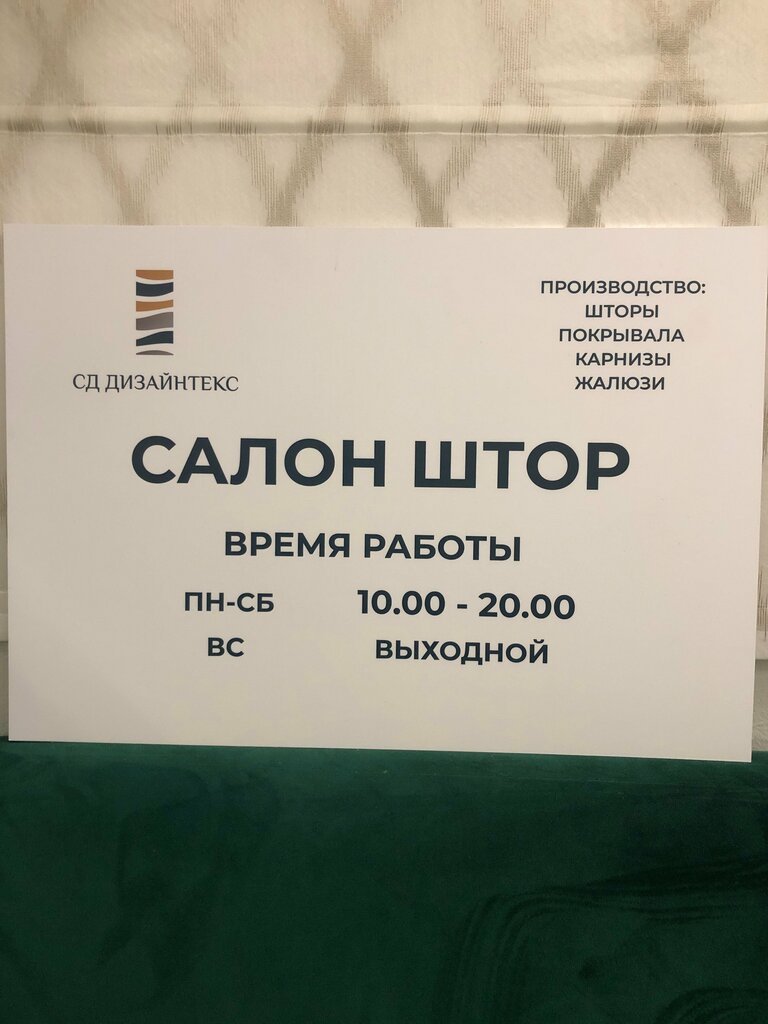 СД ДИЗАЙНТЕКС
ПРОИЗВОДСТВО:
ШТОРЫ
ПОКРЫВАЛА
КАРНИЗЫ
ЖАЛЮЗИ
САЛОН ШТОР
ВРЕМЯ РАБОТЫ
ПН-СБ 10.00 - 20.00
ВС ВЫХОДНОЙ